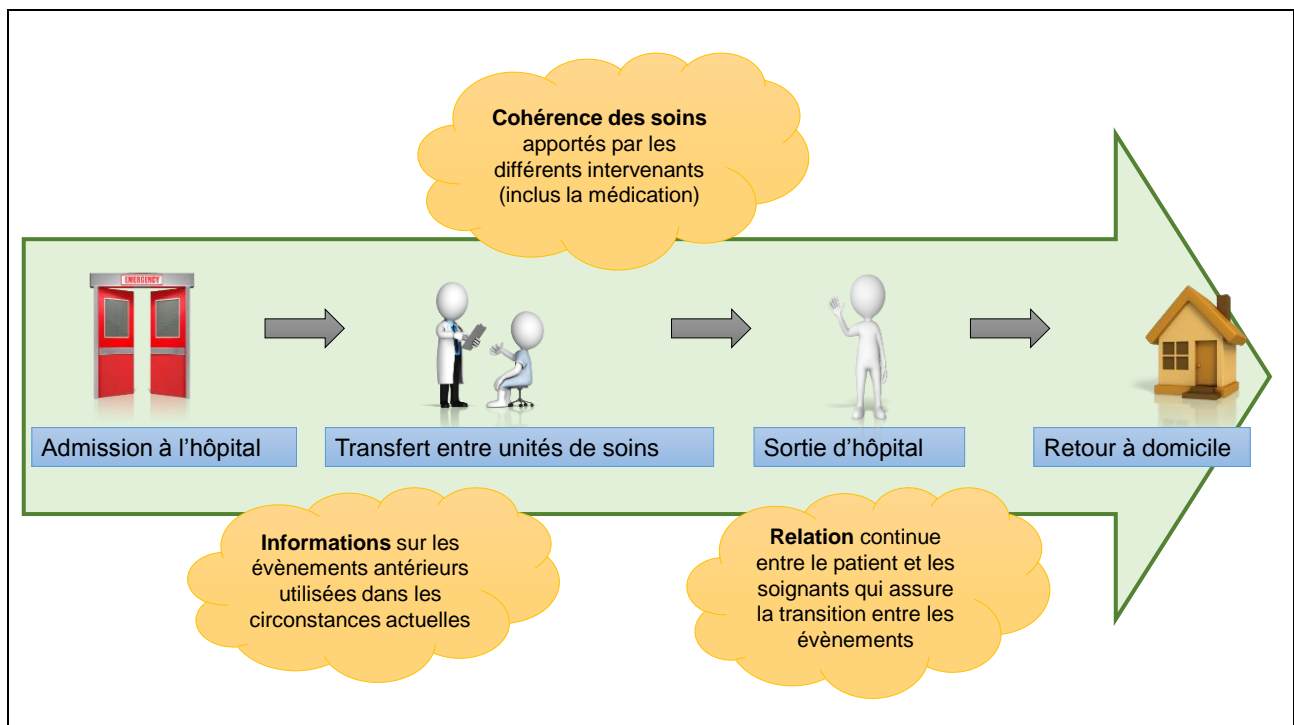 Cohérence des soins
apportés par les
différents intervenants
(inclus la médication)
EMERGENCY
Admission à l'hôpital
Transfert entre unités de soins
Sortie d'hôpital
Retour à domicile
Informations sur les
évènements antérieurs
utilisées dans les
circonstances actuelles
Relation continue
entre le patient et les
soignants qui assure
la transition entre les
évènements